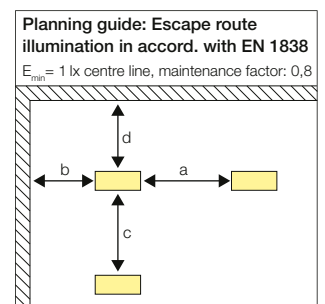 Planning guide: Escape route
illumination in accord. with EN 1838
Emin= 1 lx centre line, maintenance factor: 0,8
d
b
a
c